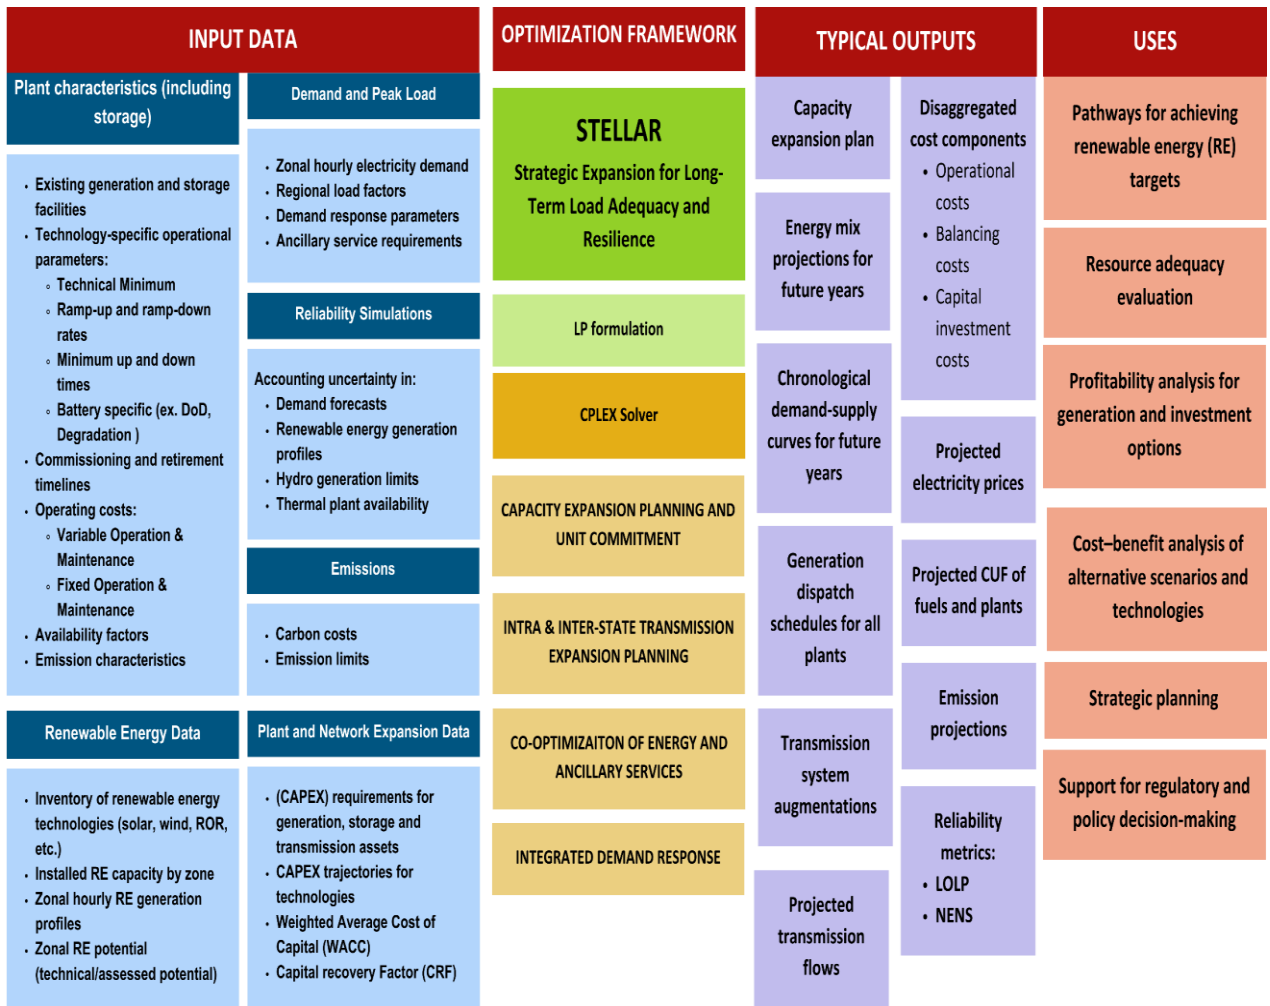 INPUT DATA
Plant characteristics (including
storage)
• Existing generation and storage
facilities
• Technology-specific operational
parameters:
◦ Technical Minimum
◦ Ramp-up and ramp-down
rates
◦ Minimum up and down
times
◦ Battery specific (ex. DoD,
Degradation )
• Commissioning and retirement
timelines
• Operating costs:
◦ Variable Operation &
Maintenance
◦ Fixed Operation &
Maintenance
• Availability factors
• Emission characteristics
Demand and Peak Load
• Zonal hourly electricity demand
• Regional load factors
• Demand response parameters
• Ancillary service requirements
Reliability Simulations
Accounting uncertainty in:
• Demand forecasts
• Renewable energy generation
profiles
• Hydro generation limits
• Thermal plant availability
Emissions
• Carbon costs
• Emission limits
Renewable Energy Data
• Inventory of renewable energy
technologies (solar, wind, ROR,
etc.)
• Installed RE capacity by zone
• Zonal hourly RE generation
profiles
• Zonal RE potential
(technical/assessed potential)
Plant and Network Expansion Data
• (CAPEX) requirements for
generation, storage and
transmission assets
• CAPEX trajectories for
technologies
• Weighted Average Cost of
Capital (WACC)
• Capital recovery Factor (CRF)
OPTIMIZATION FRAMEWORK
STELLAR
Strategic Expansion for Long-
Term Load Adequacy and
Resilience
LP formulation
CPLEX Solver
CAPACITY EXPANSION PLANNING AND
UNIT COMMITMENT
INTRA & INTER-STATE TRANSMISSION
EXPANSION PLANNING
CO-OPTIMIZAITON OF ENERGY AND
ANCILLARY SERVICES
INTEGRATED DEMAND RESPONSE
TYPICAL OUTPUTS
Capacity
expansion plan
Energy mix
projections for
future years
Chronological
demand-supply
curves for future
years
Generation
dispatch
schedules for all
plants
Transmission
system
augmentations
Projected
transmission
flows
Disaggregated
cost components
• Operational
costs
• Balancing
costs
• Capital
investment
costs
Projected
electricity prices
Projected CUF of
fuels and plants
Emission
projections
Reliability
metrics:
• LOLP
• NENS
USES
Pathways for achieving
renewable energy (RE)
targets
Resource adequacy
evaluation
Profitability analysis for
generation and investment
options
Cost–benefit analysis of
alternative scenarios and
technologies
Strategic planning
Support for regulatory and
policy decision-making